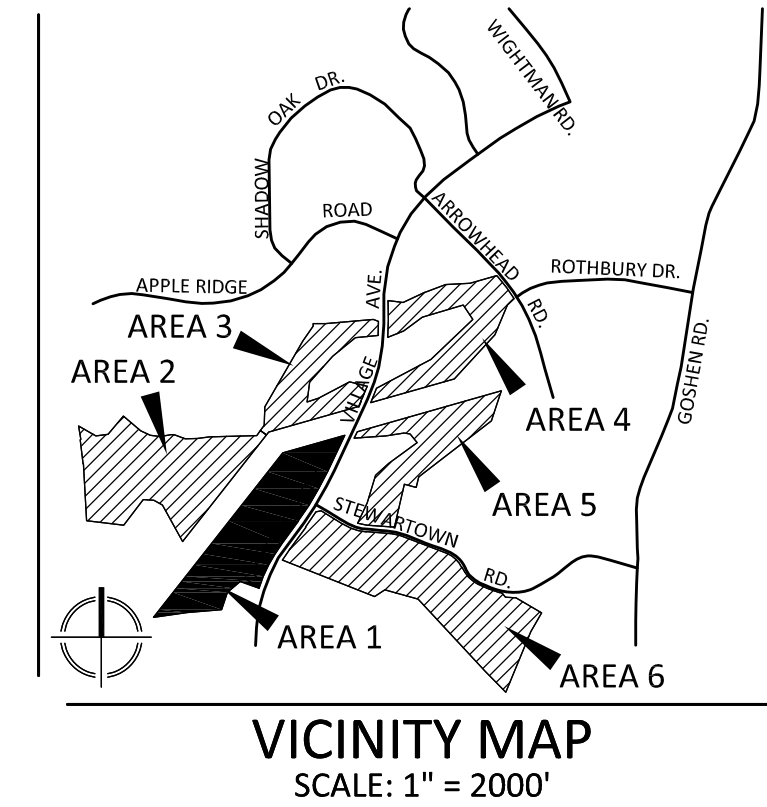 WIGHTMAN RD.
OAK DR.
SHADOW
ROAD
APPLE RIDGE
ARROWHEAD
RD.
ROTHBURY DR.
GOSHEN RD.
AVE.
VILLAGE
AREA 3
AREA 2
AREA 4
AREA 5
STEWARTOWN
RD.
AREA 1
AREA 6
VICINITY MAP
SCALE: 1" = 2000'